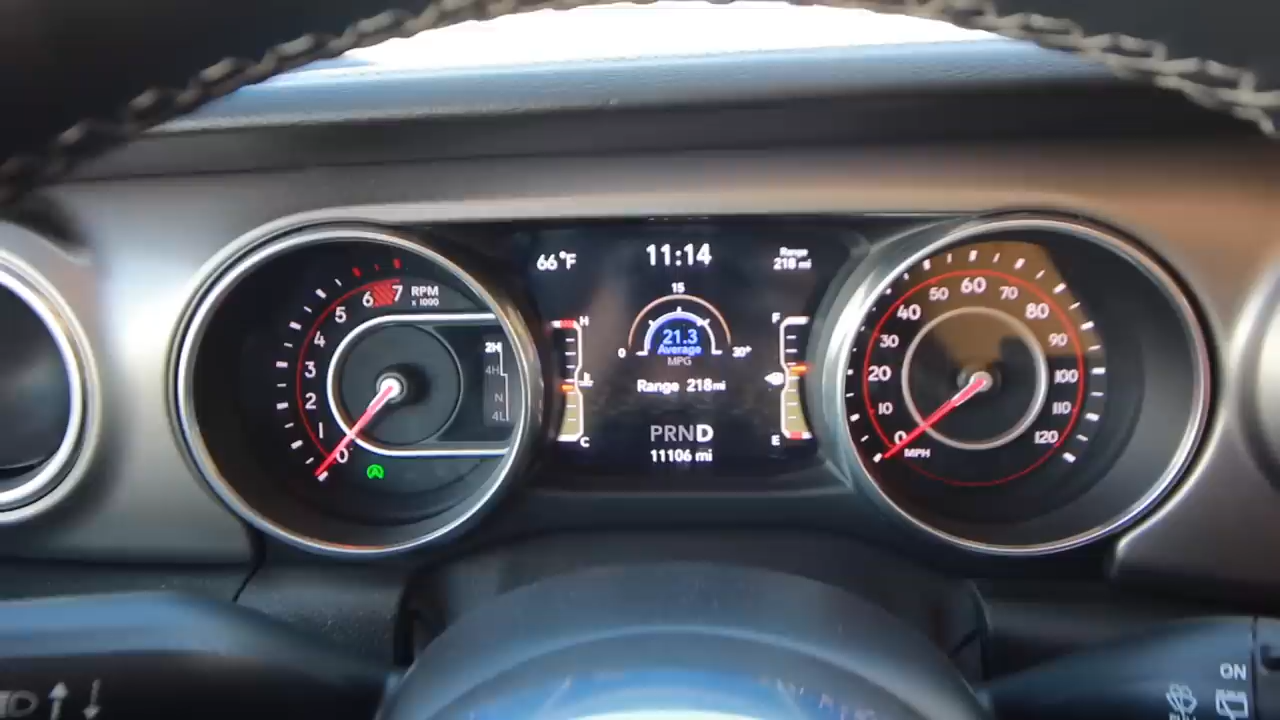 7
6
RPM
x 1000
5
4
3
2
1
0
2H
4H
N
4L
66°F
11:14
Range
218 mi
H
C
15
0
30+
21.3
Average
MPG
Range 218mi
PRND
11106 mi
F
E
0
10
20
30
40
50
60
70
80
90
100
110
120
MPH
A
ON